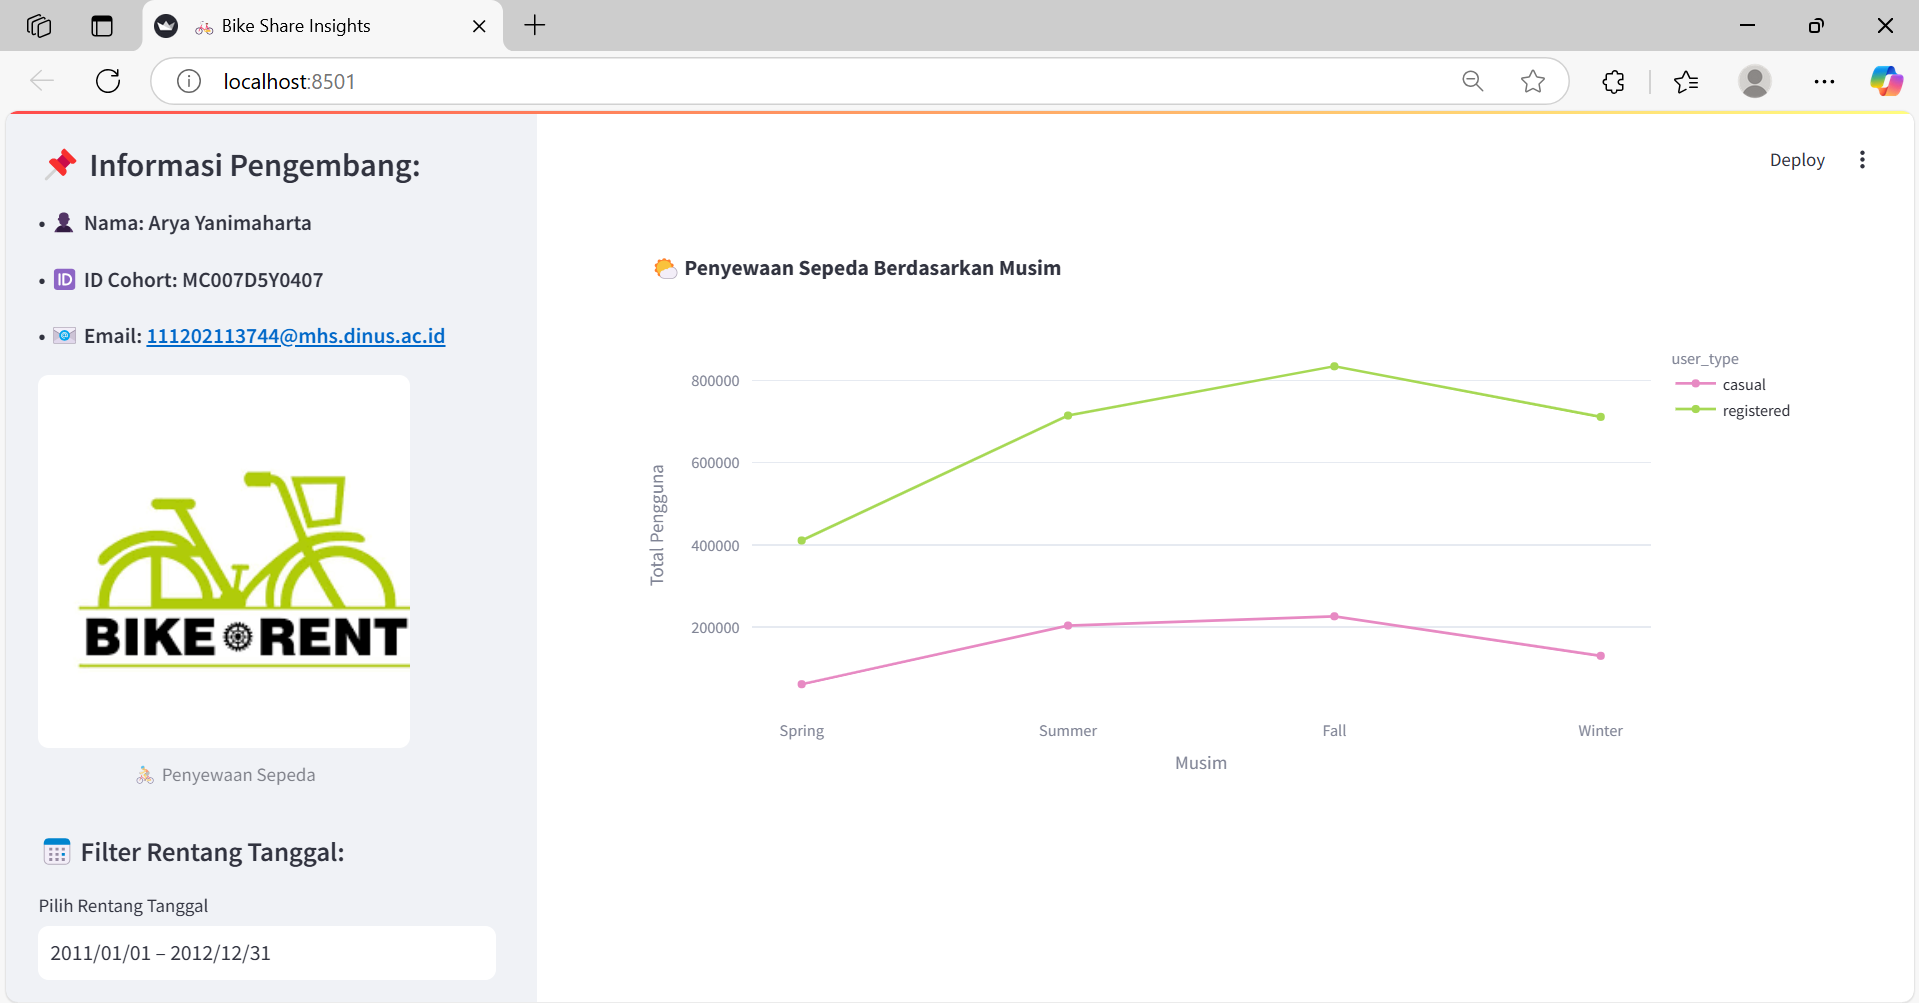 Bike Share Insights
localhost:8501
Informasi Pengembang:
• Nama: Arya Yanimaharta
• ID ID Cohort: MC007D5Y0407
• Email: 111202113744@mhs.dinus.ac.id
BIKE RENT
Penyewaan Sepeda
Filter Rentang Tanggal:
Pilih Rentang Tanggal
2011/01/01 – 2012/12/31
Deploy
Penyewaan Sepeda Berdasarkan Musim
Total Pengguna
800000
600000
400000
200000
Spring Summer Fall Winter
Musim
user_type
casual
registered